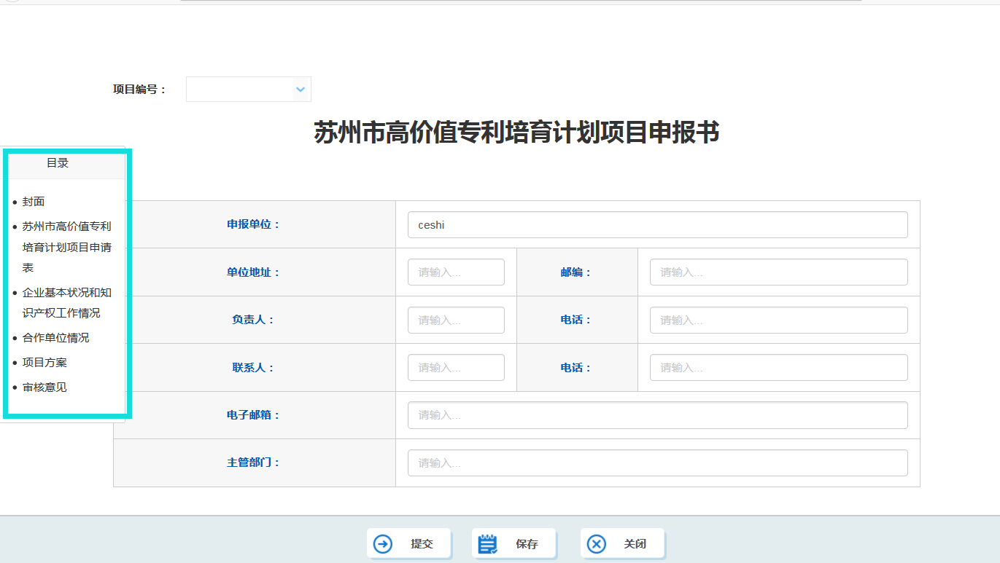 项目编号：
苏州市高价值专利培育计划项目申报书
目录
封面
苏州市高价值专利
培育计划项目申请
表
企业基本状况和知
识产权工作情况
合作单位情况
项目方案
审核意见
申报单位： ceshi
单位地址： 请输入... 邮编： 请输入...
负责人： 请输入... 电话： 请输入...
联系人： 请输入... 电话： 请输入...
电子邮箱： 请输入...
主管部门： 请输入...
提交 保存 关闭